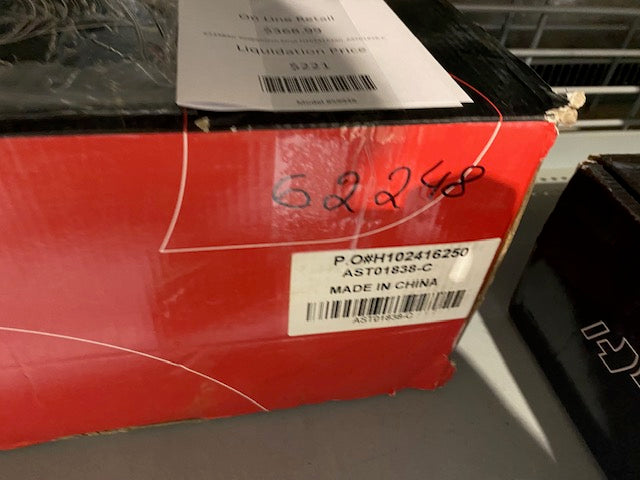 On Line Retail
$368.99
Liquidation Price
$221
62248
P.O#H102416250
AST01838-C
MADE IN CHINA
AST01838-C